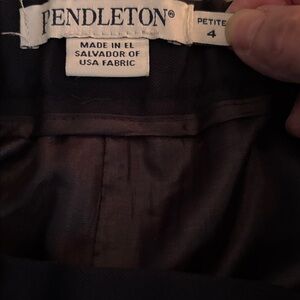 PENDLETON®
PETITE
4
MADE IN EL
SALVADOR OF
USA FABRIC